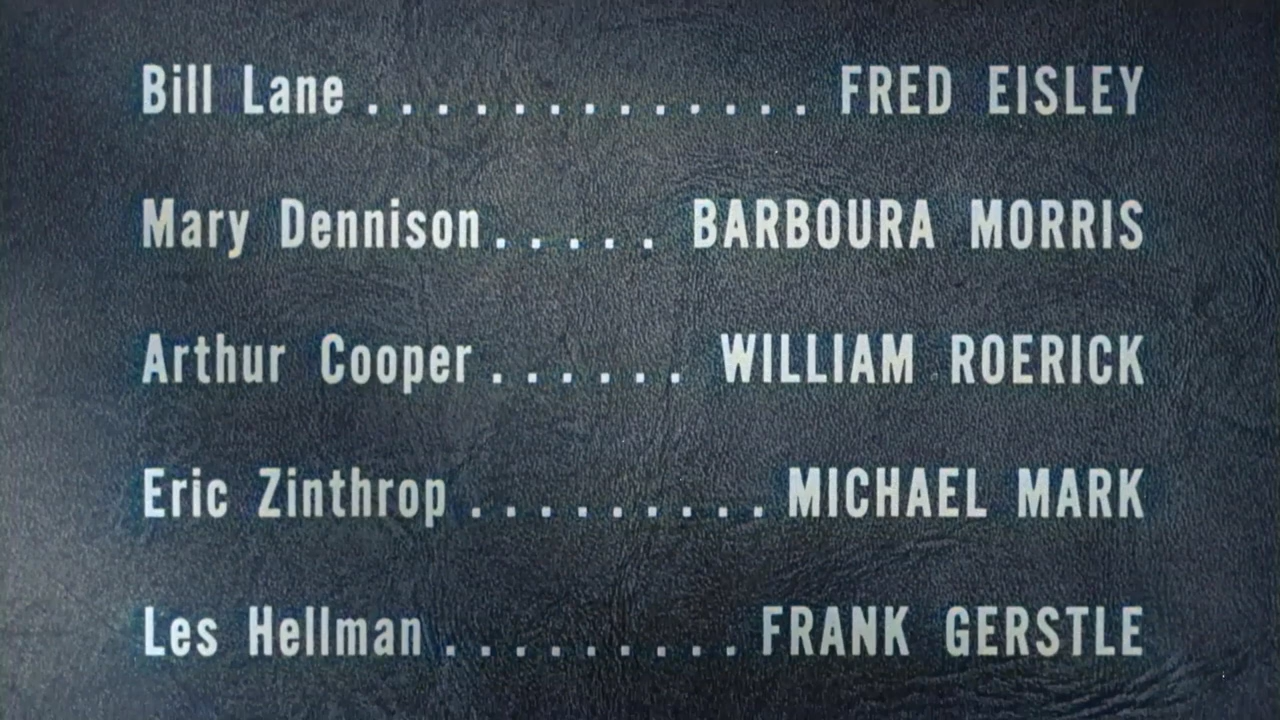 Bill Lane . . . . . . . . . . . . . FRED EISLEY
Mary Dennison . . . . . BARBOURA MORRIS
Arthur Cooper . . . . . . WILLIAM ROERICK
Eric Zinthrop . . . . . . . . . MICHAEL MARK
Les Hellman . . . . . . . . . FRANK GERSTLE